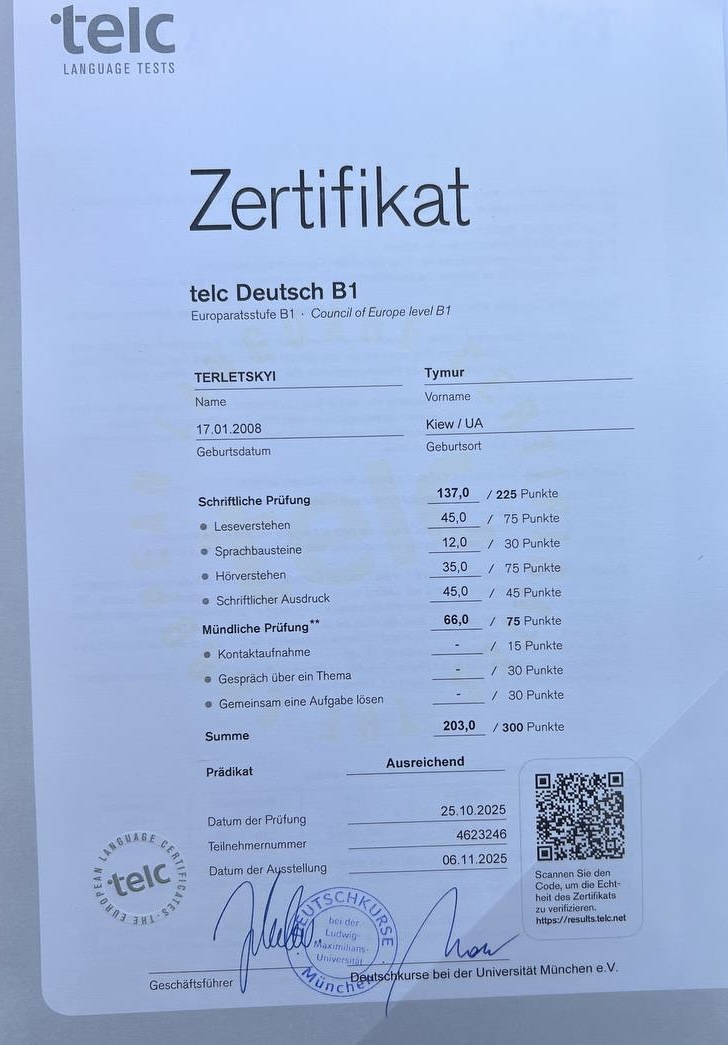 telc
LANGUAGE TESTS
Zertifikat
telc Deutsch B1
Europaratsstufe B1 · Council of Europe level B1
TERLETSKYI Tymur
Name Vorname
17.01.2008 Kiew / UA
Geburtsdatum Geburtsort
Schriftliche Prüfung 137,0 / 225 Punkte
• Leseverstehen 45,0 / 75 Punkte
• Sprachbausteine 12,0 / 30 Punkte
• Hörverstehen 35,0 / 75 Punkte
• Schriftlicher Ausdruck 45,0 / 45 Punkte
Mündliche Prüfung** 66,0 / 75 Punkte
• Kontaktaufnahme - / 15 Punkte
• Gespräch über ein Thema - / 30 Punkte
• Gemeinsam eine Aufgabe lösen - / 30 Punkte
Summe 203,0 / 300 Punkte
Prädikat Ausreichend
Datum der Prüfung 25.10.2025
Teilnehmernummer 4623246
Datum der Ausstellung 06.11.2025
Scannen Sie den
Code, um die Echt-
heit des Zertifikats
zu verifizieren.
https://results.telc.net
telc
THE EUROPEAN LANGUAGE CERTIFICATES
DEUTSCHKURSE
bei der
Ludwig-
Maximilians-
Universität
München
Geschäftsführer Deutschkurse bei der Universität München e.V.